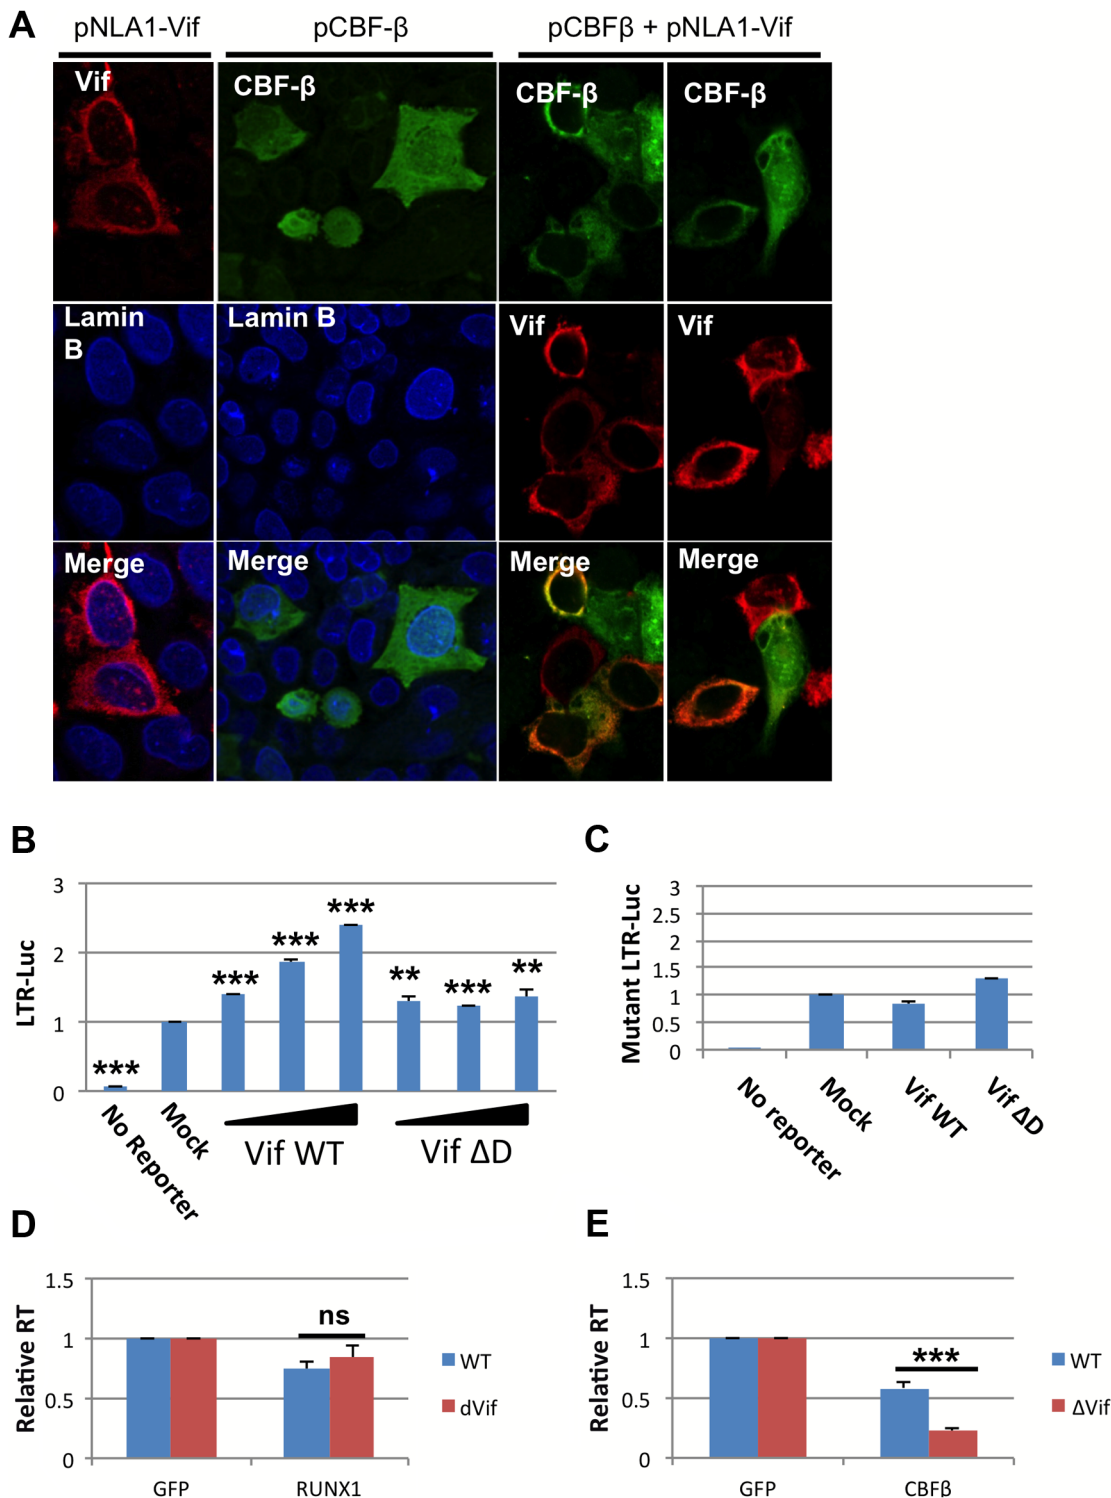 A
pNLA1-Vif
pCBF-β
pCBFβ + pNLA1-Vif
Vif
CBF-β
CBF-β
CBF-β
Lamin
B
Lamin B
Vif
Vif
Merge
Merge
Merge
Merge
B
LTR-Luc
3
2
1
0
***
***
***
***
**
***
**
No Reporter
Mock
Vif WT
Vif ΔD
C
Mutant LTR-Luc
3
2.5
2
1.5
1
0.5
0
No reporter
Mock
Vif WT
Vif ΔD
D
Relative RT
1.5
1
0.5
0
ns
GFP
RUNX1
WT
dVif
E
Relative RT
1.5
1
0.5
0
***
GFP
CBFβ
WT
ΔVif